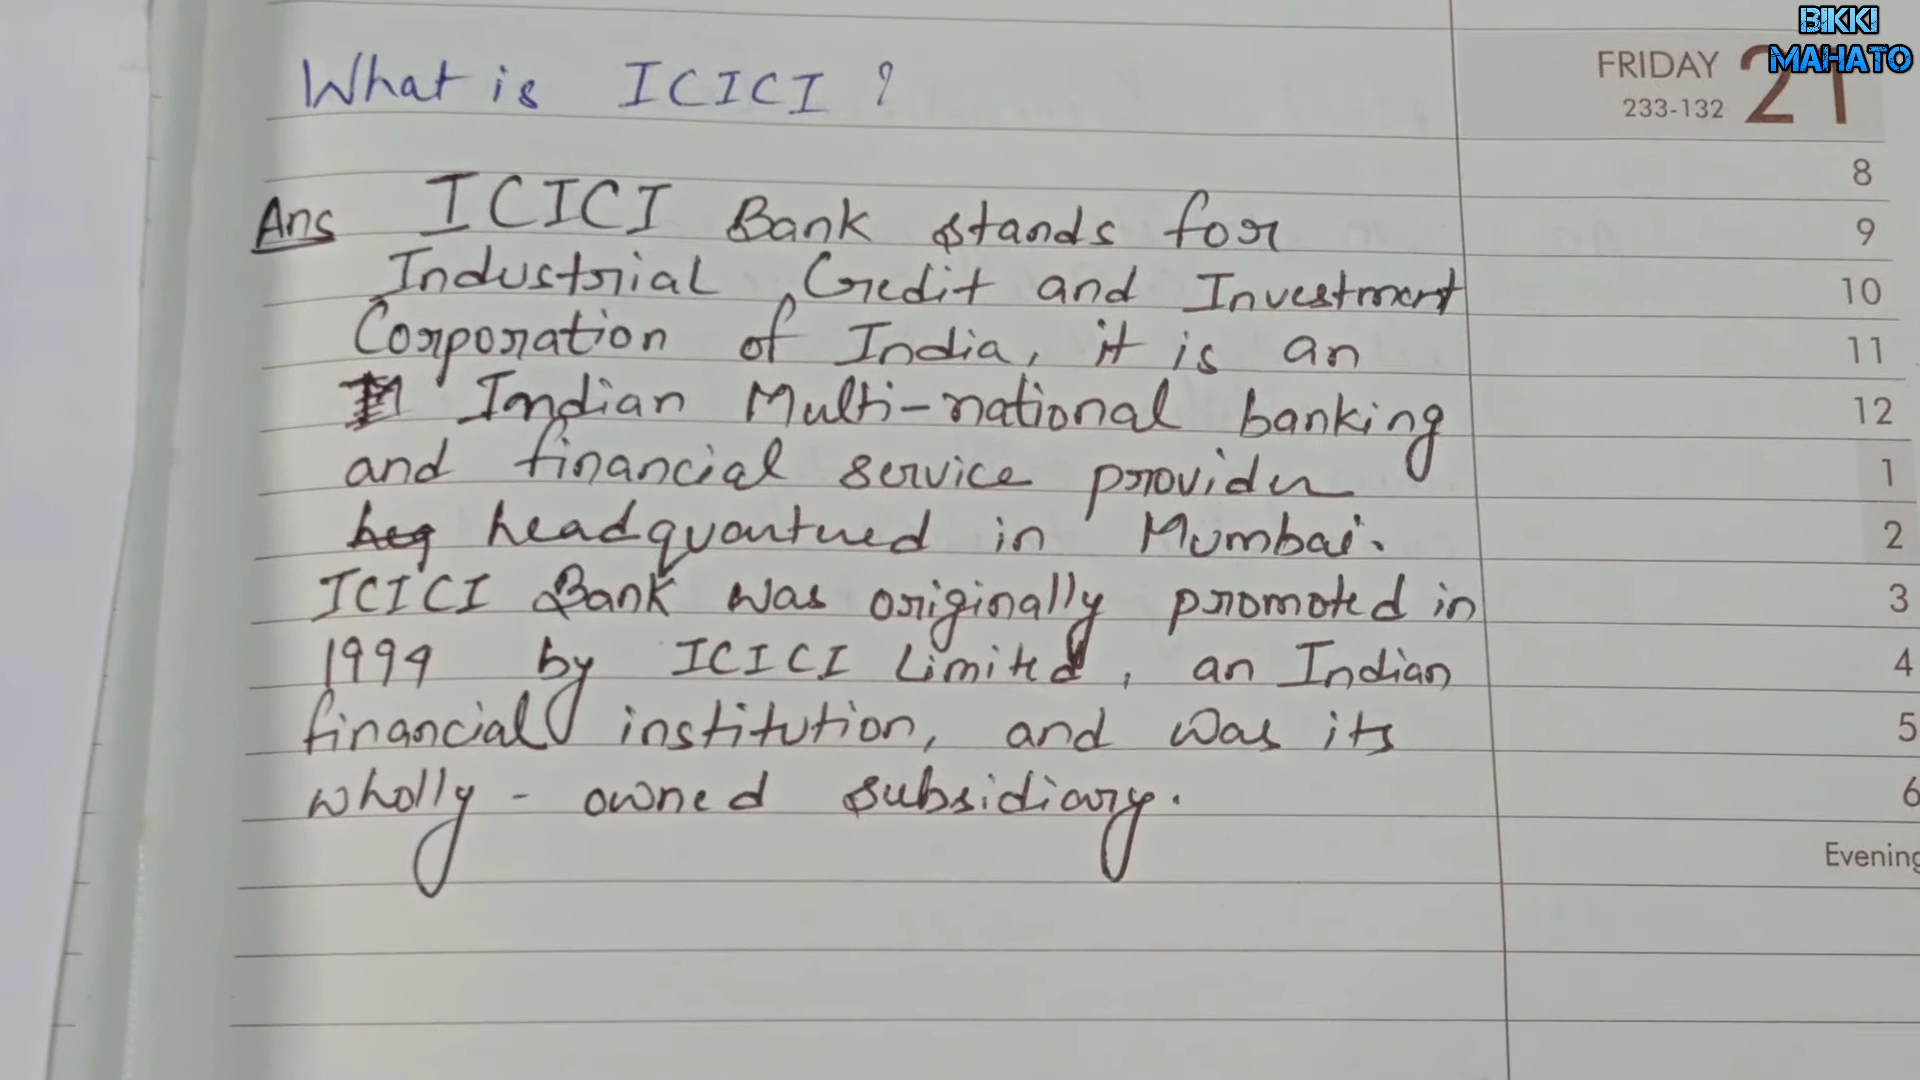 BIKKI
MAHATO
FRIDAY 21
233-132
What is ICICI ?
Ans ICICI Bank stands for
Industrial Credit and Investment
Corporation of India, it is an
Indian Multi-national banking
and financial service provider
heq headquartered in Mumbai.
ICICI Bank was originally promoted in
1994 by ICICI Limited, an Indian
financial institution, and was its
wholly - owned subsidiary.
8
9
10
11
12
1
2
3
4
5
6
Evening